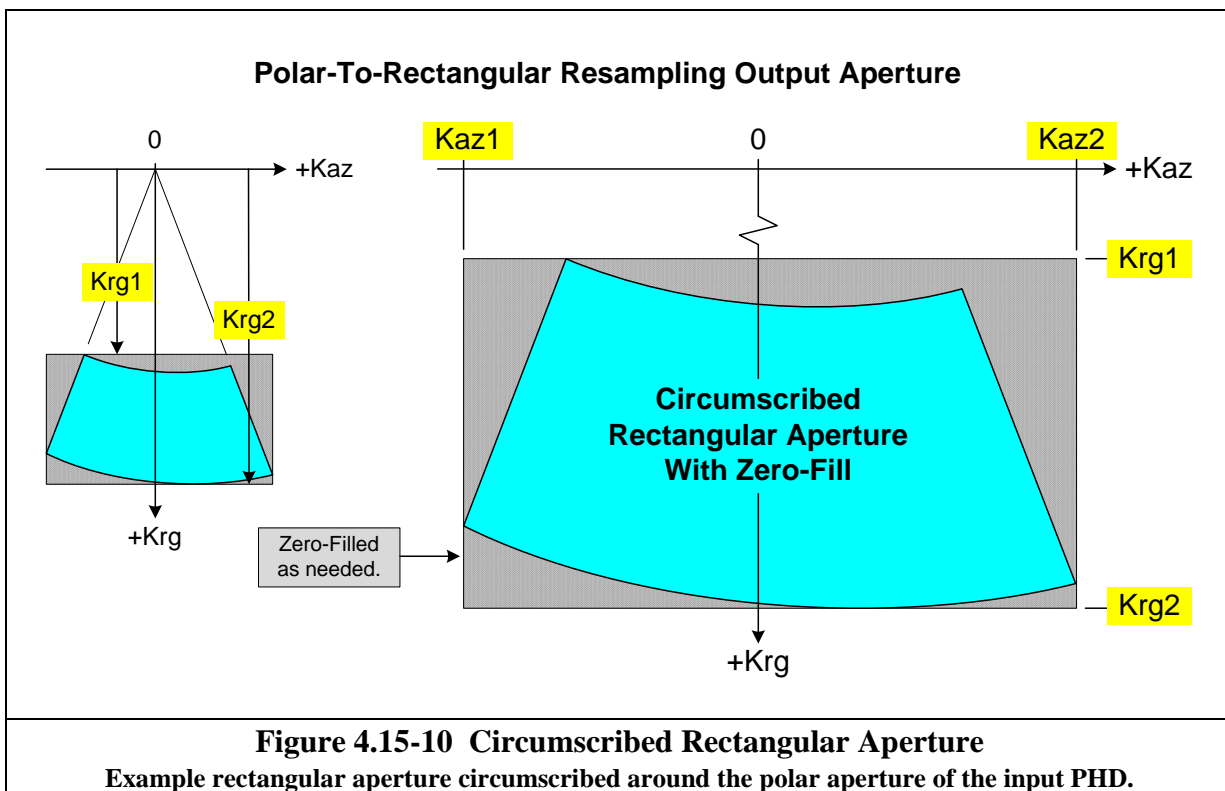 Polar-To-Rectangular Resampling Output Aperture
0
+Kaz
Krg1
Krg2
+Krg
Kaz1
0
Kaz2
+Kaz
Krg1
Circumscribed
Rectangular Aperture
With Zero-Fill
Zero-Filled
as needed.
Krg2
+Krg
Figure 4.15-10 Circumscribed Rectangular Aperture
Example rectangular aperture circumscribed around the polar aperture of the input PHD.